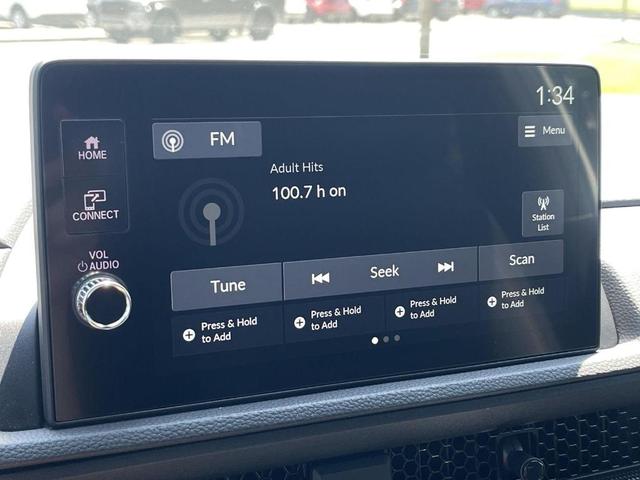 1:34
HOME
FM
Menu
Adult Hits
100.7 h on
CONNECT
Station
List
VOL
AUDIO
Tune
Seek
Scan
Press & Hold
to Add
Press & Hold
to Add
Press & Hold
to Add
Press & Hold
to Add